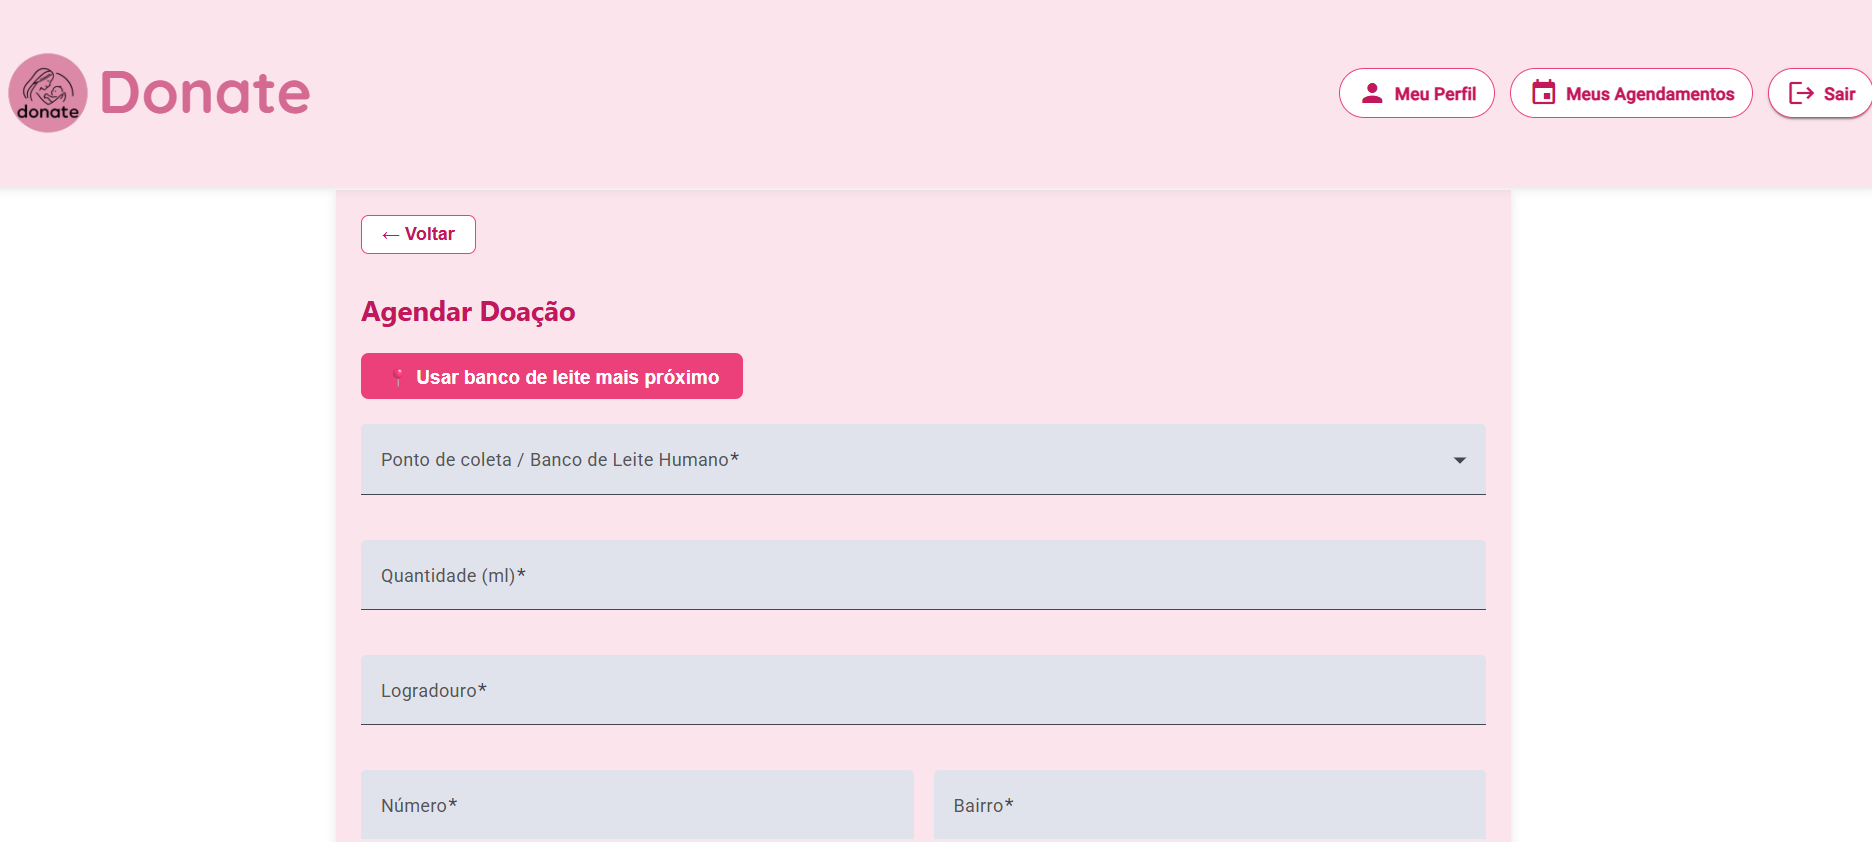 donate
Donate
Meu Perfil
Meus Agendamentos
Sair
← Voltar
Agendar Doação
Usar banco de leite mais próximo
Ponto de coleta / Banco de Leite Humano*
Quantidade (ml)*
Logradouro*
Número*
Bairro*